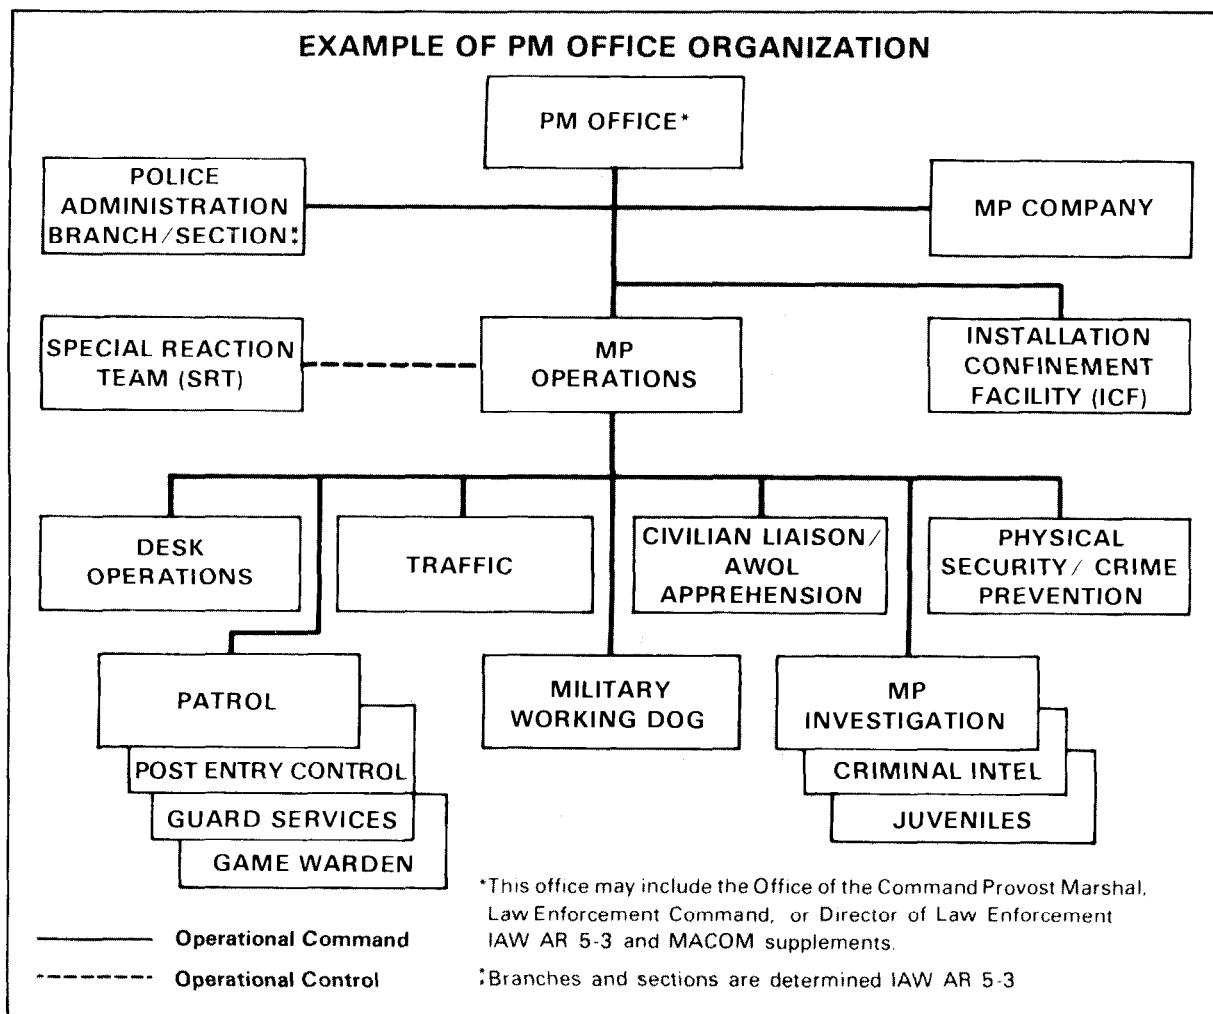 EXAMPLE OF PM OFFICE ORGANIZATION
PM OFFICE*
POLICE
ADMINISTRATION
BRANCH/SECTION:
MP COMPANY
SPECIAL REACTION
TEAM (SRT)
MP
OPERATIONS
INSTALLATION
CONFINEMENT
FACILITY (ICF)
DESK
OPERATIONS
TRAFFIC
CIVILIAN LIAISON/
AWOL
APPREHENSION
PHYSICAL
SECURITY/ CRIME
PREVENTION
PATROL
POST ENTRY CONTROL
GUARD SERVICES
GAME WARDEN
MILITARY
WORKING DOG
MP
INVESTIGATION
CRIMINAL INTEL
JUVENILES
*This office may include the Office of the Command Provost Marshal,
Law Enforcement Command, or Director of Law Enforcement
IAW AR 5-3 and MACOM supplements.
:Branches and sections are determined IAW AR 5-3
Operational Command
Operational Control